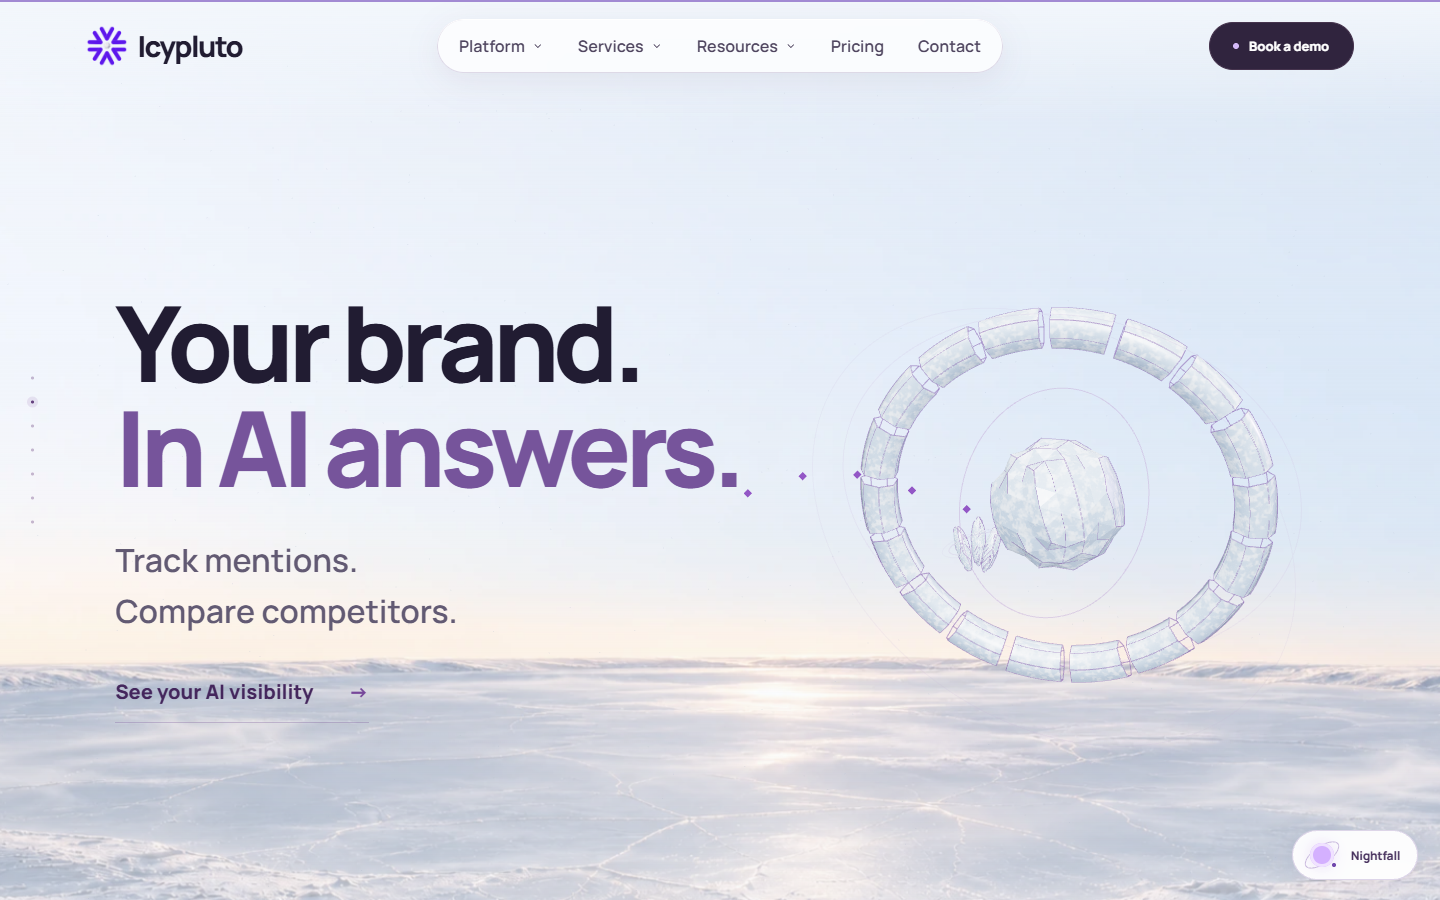 Icypluto
Platform
Services
Resources
Pricing
Contact
Book a demo
Your brand.
In AI answers.
Track mentions.
Compare competitors.
See your AI visibility →
Nightfall